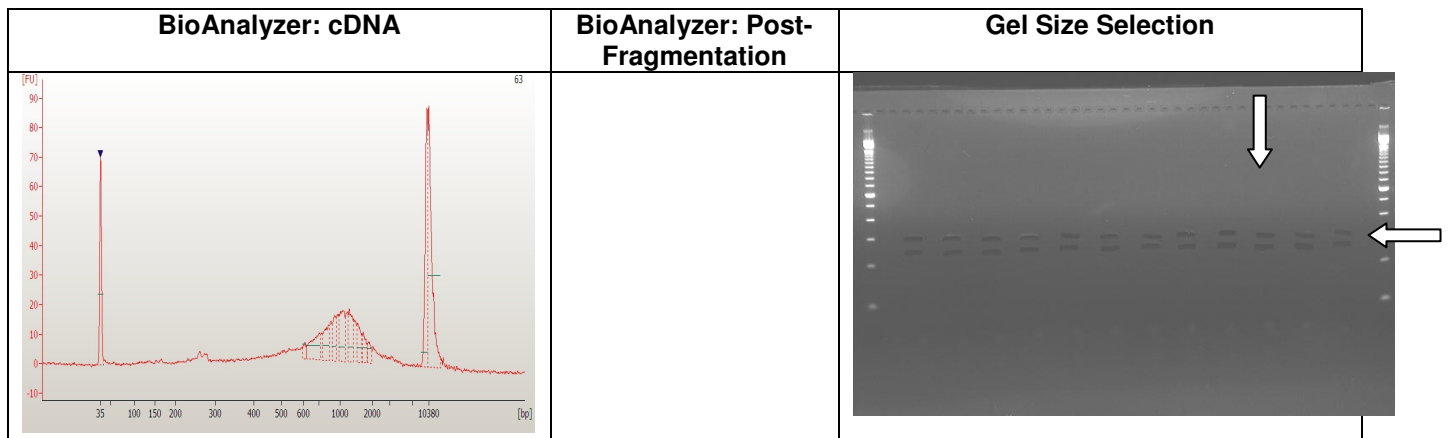 BioAnalyzer: cDNA
BioAnalyzer: Post-
Fragmentation
Gel Size Selection
[FU]
63
90
80
70
60
50
40
30
20
10
0
-10
35 100 150 200 300 400 500 600 1000 2000 10380 [bp]